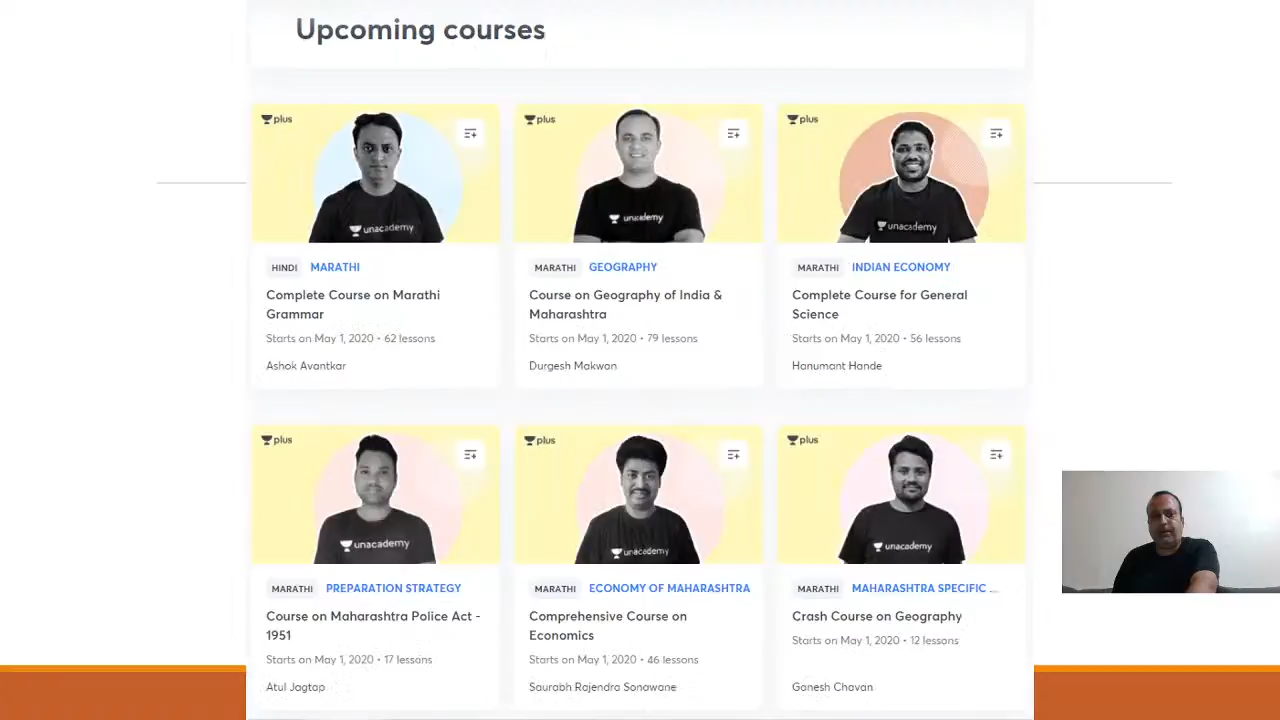 Upcoming courses
plus
plus
plus
unacademy
unacademy
unacademy
HINDI MARATHI
MARATHI GEOGRAPHY
MARATHI INDIAN ECONOMY
Complete Course on Marathi
Grammar
Course on Geography of India &
Maharashtra
Complete Course for General
Science
Starts on May 1, 2020 • 62 lessons
Starts on May 1, 2020 • 79 lessons
Starts on May 1, 2020 • 56 lessons
Ashok Avantkar
Durgesh Makwan
Hanumant Hande
plus
plus
plus
unacademy
unacademy
unacademy
MARATHI PREPARATION STRATEGY
MARATHI ECONOMY OF MAHARASHTRA
MARATHI MAHARASHTRA SPECIFIC ...
Course on Maharashtra Police Act -
1951
Comprehensive Course on
Economics
Crash Course on Geography
Starts on May 1, 2020 • 17 lessons
Starts on May 1, 2020 • 46 lessons
Starts on May 1, 2020 • 12 lessons
Atul Jagtap
Saurabh Rajendra Sonawane
Ganesh Chavan